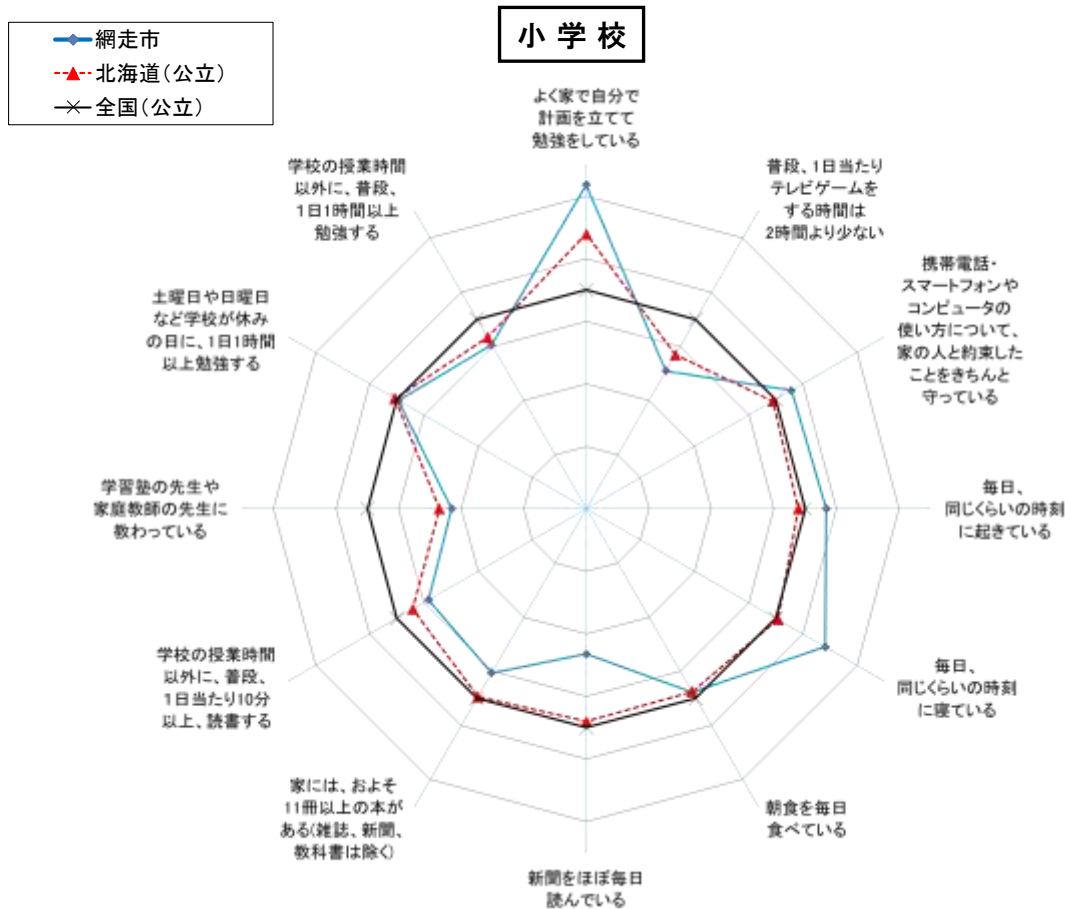 小学校
網走市
北海道(公立)
全国(公立)
よく家で自分で
計画を立てて
勉強をしている
普段、1日当たり
テレビゲームを
する時間は
2時間より少ない
携帯電話・
スマートフォンや
コンピュータの
使い方について、
家の人と約束した
ことをきちんと
守っている
毎日、
同じくらいの時刻
に起きている
毎日、
同じくらいの時刻
に寝ている
朝食を毎日
食べている
新聞をほぼ毎日
読んでいる
家には、およそ
11冊以上の本が
ある(雑誌、新聞、
教科書は除く)
学校の授業時間
以外に、普段、
1日当たり10分
以上、読書する
学習塾の先生や
家庭教師の先生に
教わっている
土曜日や日曜日
など学校が休み
の日に、1日1時間
以上勉強する
学校の授業時間
以外に、普段、
1日1時間以上
勉強する